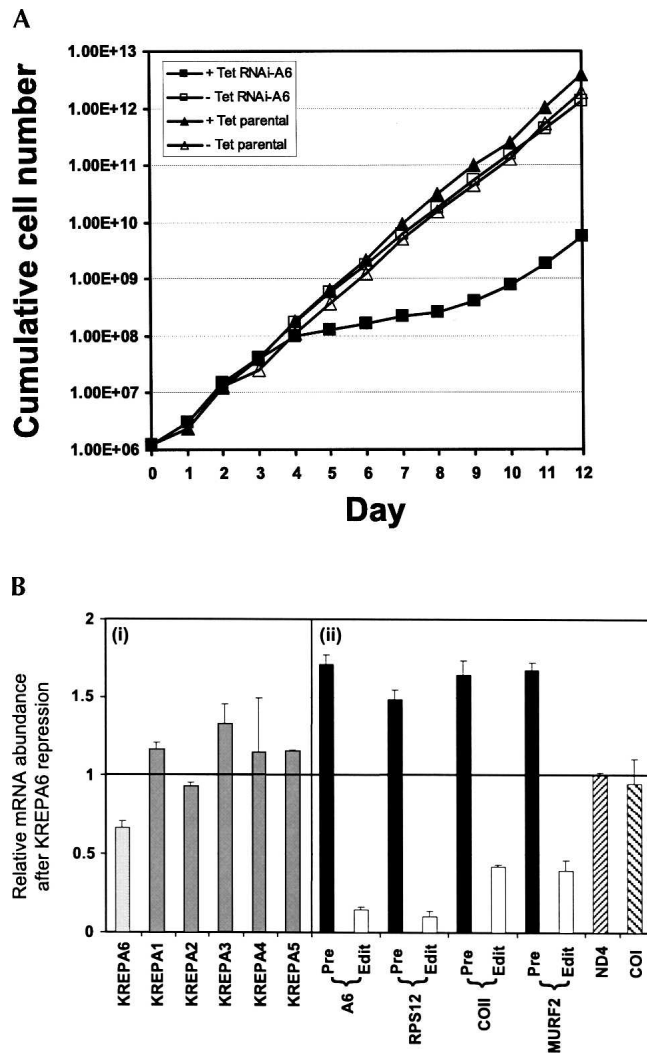 A
Cumulative cell number
1.00E+13
1.00E+12
1.00E+11
1.00E+10
1.00E+09
1.00E+08
1.00E+07
1.00E+06
+ Tet RNAi-A6
- Tet RNAi-A6
+ Tet parental
- Tet parental
0 1 2 3 4 5 6 7 8 9 10 11 12
Day
B
Relative mRNA abundance
after KREPA6 repression
2
1.5
1
0.5
0
(i)
(ii)
KREPA6
KREPA1
KREPA2
KREPA3
KREPA4
KREPA5
Pre
Edit
A6
Pre
Edit
RPS12
Pre
Edit
COII
Pre
Edit
MURF2
ND4
COI